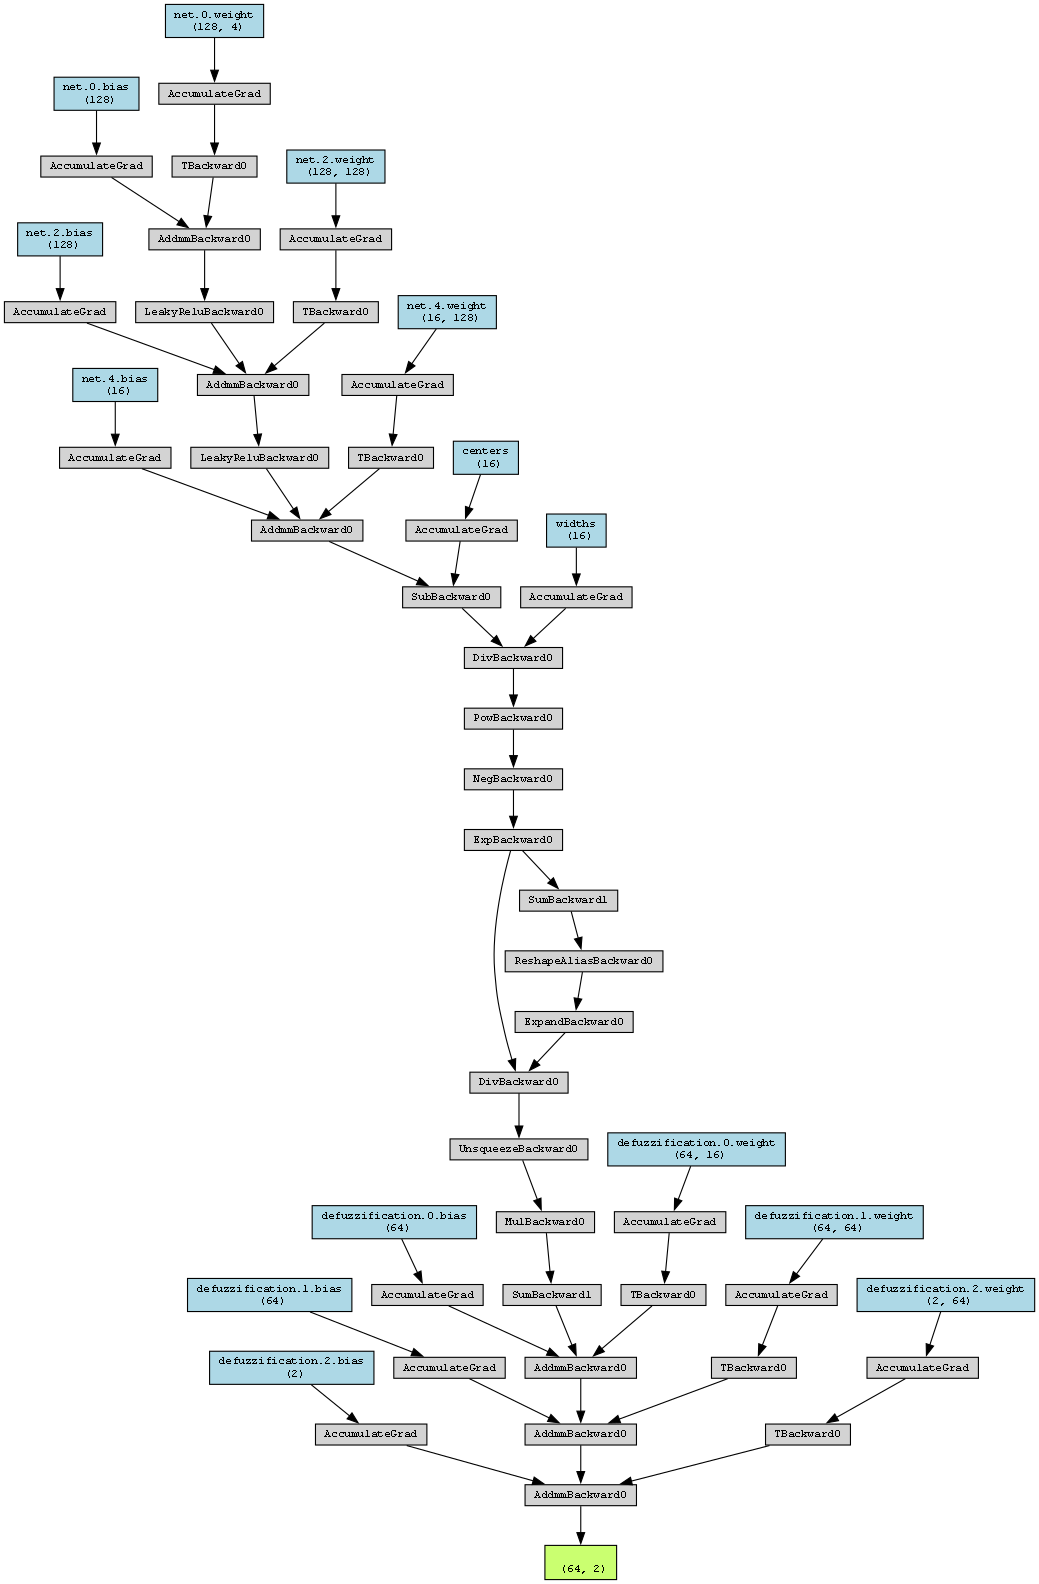 net.0.weight
(128, 4)
net.0.bias
(128)
AccumulateGrad
AccumulateGrad
TBackward0
net.2.weight
(128, 128)
net.2.bias
(128)
AddmmBackward0
AccumulateGrad
AccumulateGrad
LeakyReluBackward0
TBackward0
net.4.weight
(16, 128)
net.4.bias
(16)
AddmmBackward0
AccumulateGrad
AccumulateGrad
LeakyReluBackward0
TBackward0
centers
(16)
AddmmBackward0
AccumulateGrad
widths
(16)
SubBackward0
AccumulateGrad
DivBackward0
PowBackward0
NegBackward0
ExpBackward0
SumBackward1
ReshapeAliasBackward0
ExpandBackward0
DivBackward0
UnsqueezeBackward0
defuzzification.0.weight
(64, 16)
defuzzification.0.bias
(64)
MulBackward0
AccumulateGrad
defuzzification.1.weight
(64, 64)
defuzzification.1.bias
(64)
AccumulateGrad
SumBackward1
TBackward0
AccumulateGrad
defuzzification.2.weight
(2, 64)
defuzzification.2.bias
(2)
AccumulateGrad
AddmmBackward0
TBackward0
AccumulateGrad
AccumulateGrad
AddmmBackward0
TBackward0
AddmmBackward0
(64, 2)